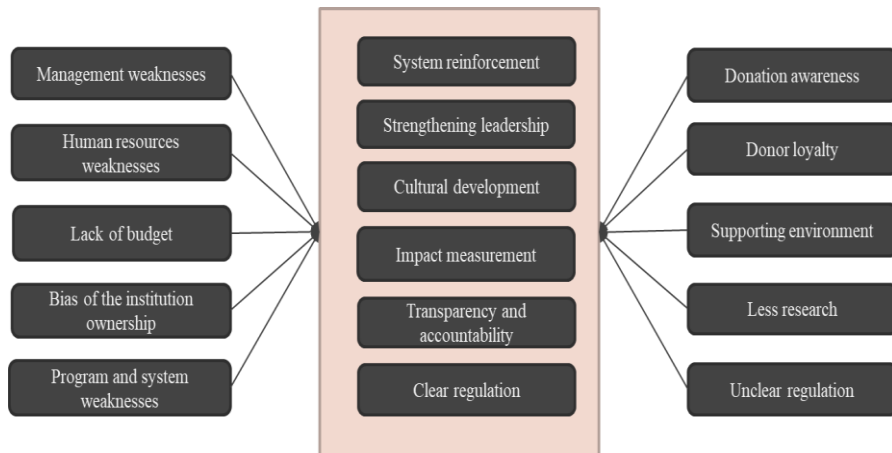 Management weaknesses
Human resources
weaknesses
Lack of budget
Bias of the institution
ownership
Program and system
weaknesses
System reinforcement
Strengthening leadership
Cultural development
Impact measurement
Transparency and
accountability
Clear regulation
Donation awareness
Donor loyalty
Supporting environment
Less research
Unclear regulation